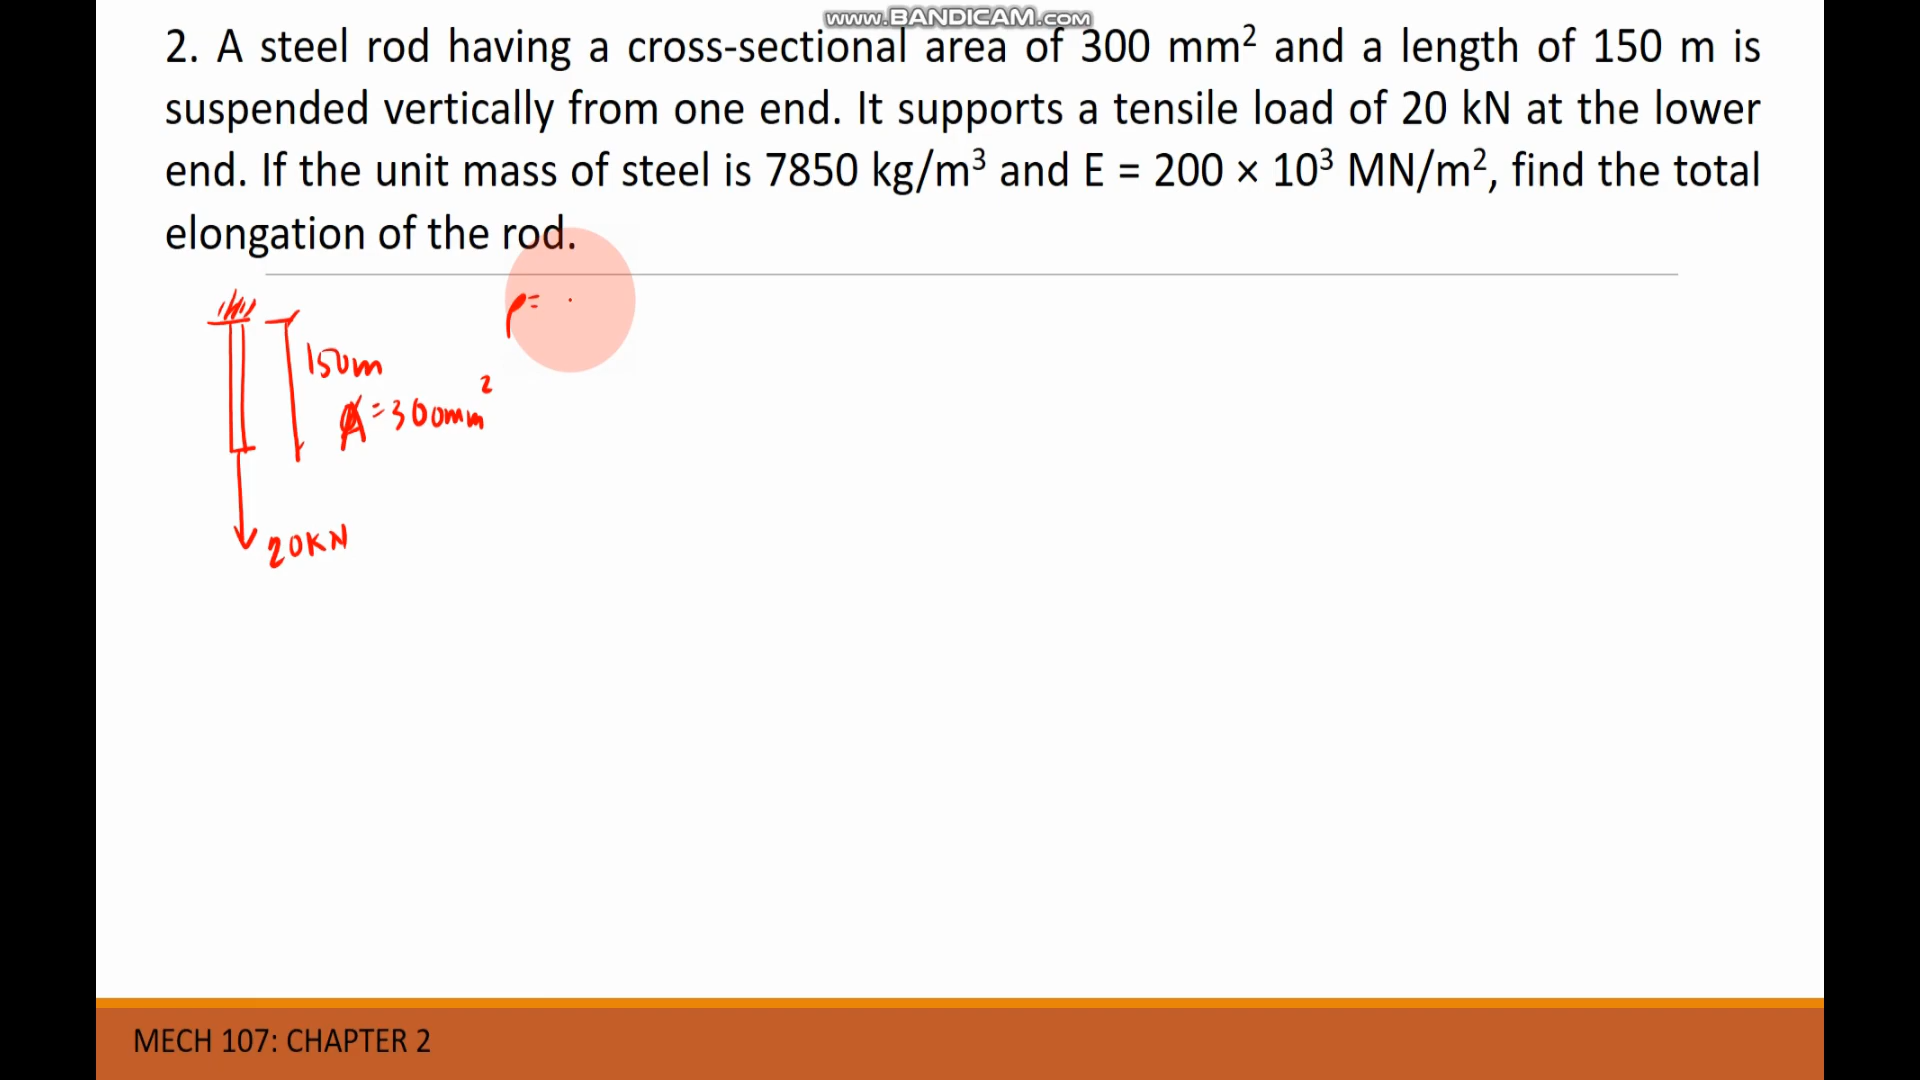 www.BANDICAM.com
2. A steel rod having a cross-sectional area of 300 mm² and a length of 150 m is
suspended vertically from one end. It supports a tensile load of 20 kN at the lower
end. If the unit mass of steel is 7850 kg/m³ and E = 200 × 10³ MN/m², find the total
elongation of the rod.
ρ=
150m
A=300mm²
20KN
MECH 107: CHAPTER 2